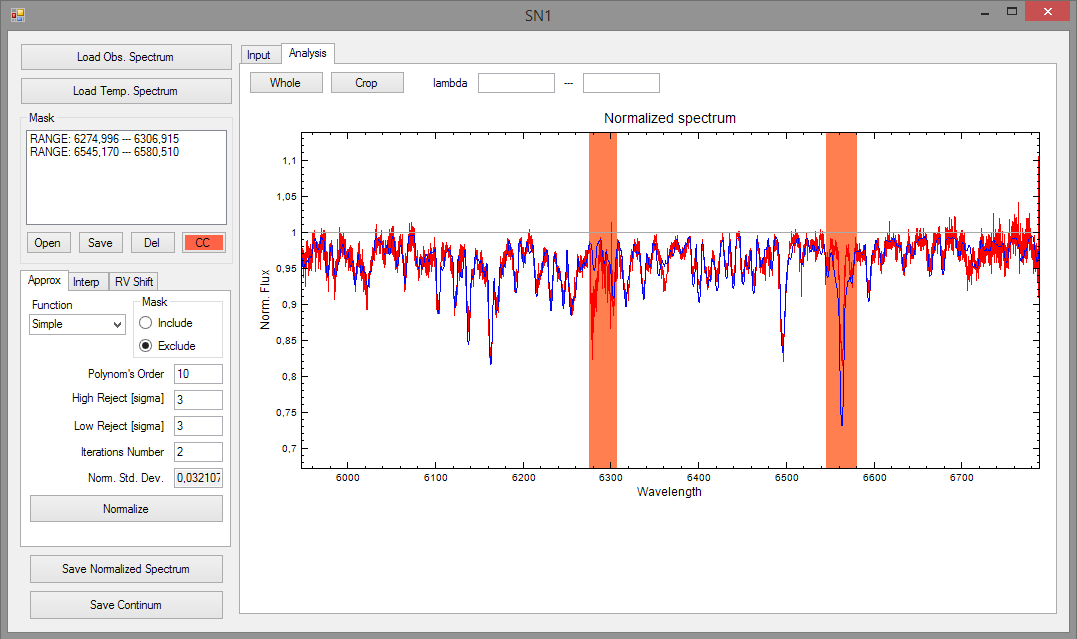 SN1
Load Obs. Spectrum
Load Temp. Spectrum
Mask
RANGE: 6274,996 --- 6306,915
RANGE: 6545,170 --- 6580,510
Open Save Del CC
Approx Interp RV Shift
Function
Simple
Mask
Include
Exclude
Polynom's Order 10
High Reject [sigma] 3
Low Reject [sigma] 3
Iterations Number 2
Norm. Std. Dev. 0,032107
Normalize
Save Normalized Spectrum
Save Continum
Input Analysis
Whole Crop lambda ---
Normalized spectrum
1,1
1,05
1
0,95
0,9
0,85
0,8
0,75
0,7
Norm. Flux
6000 6100 6200 6300 6400 6500 6600 6700
Wavelength